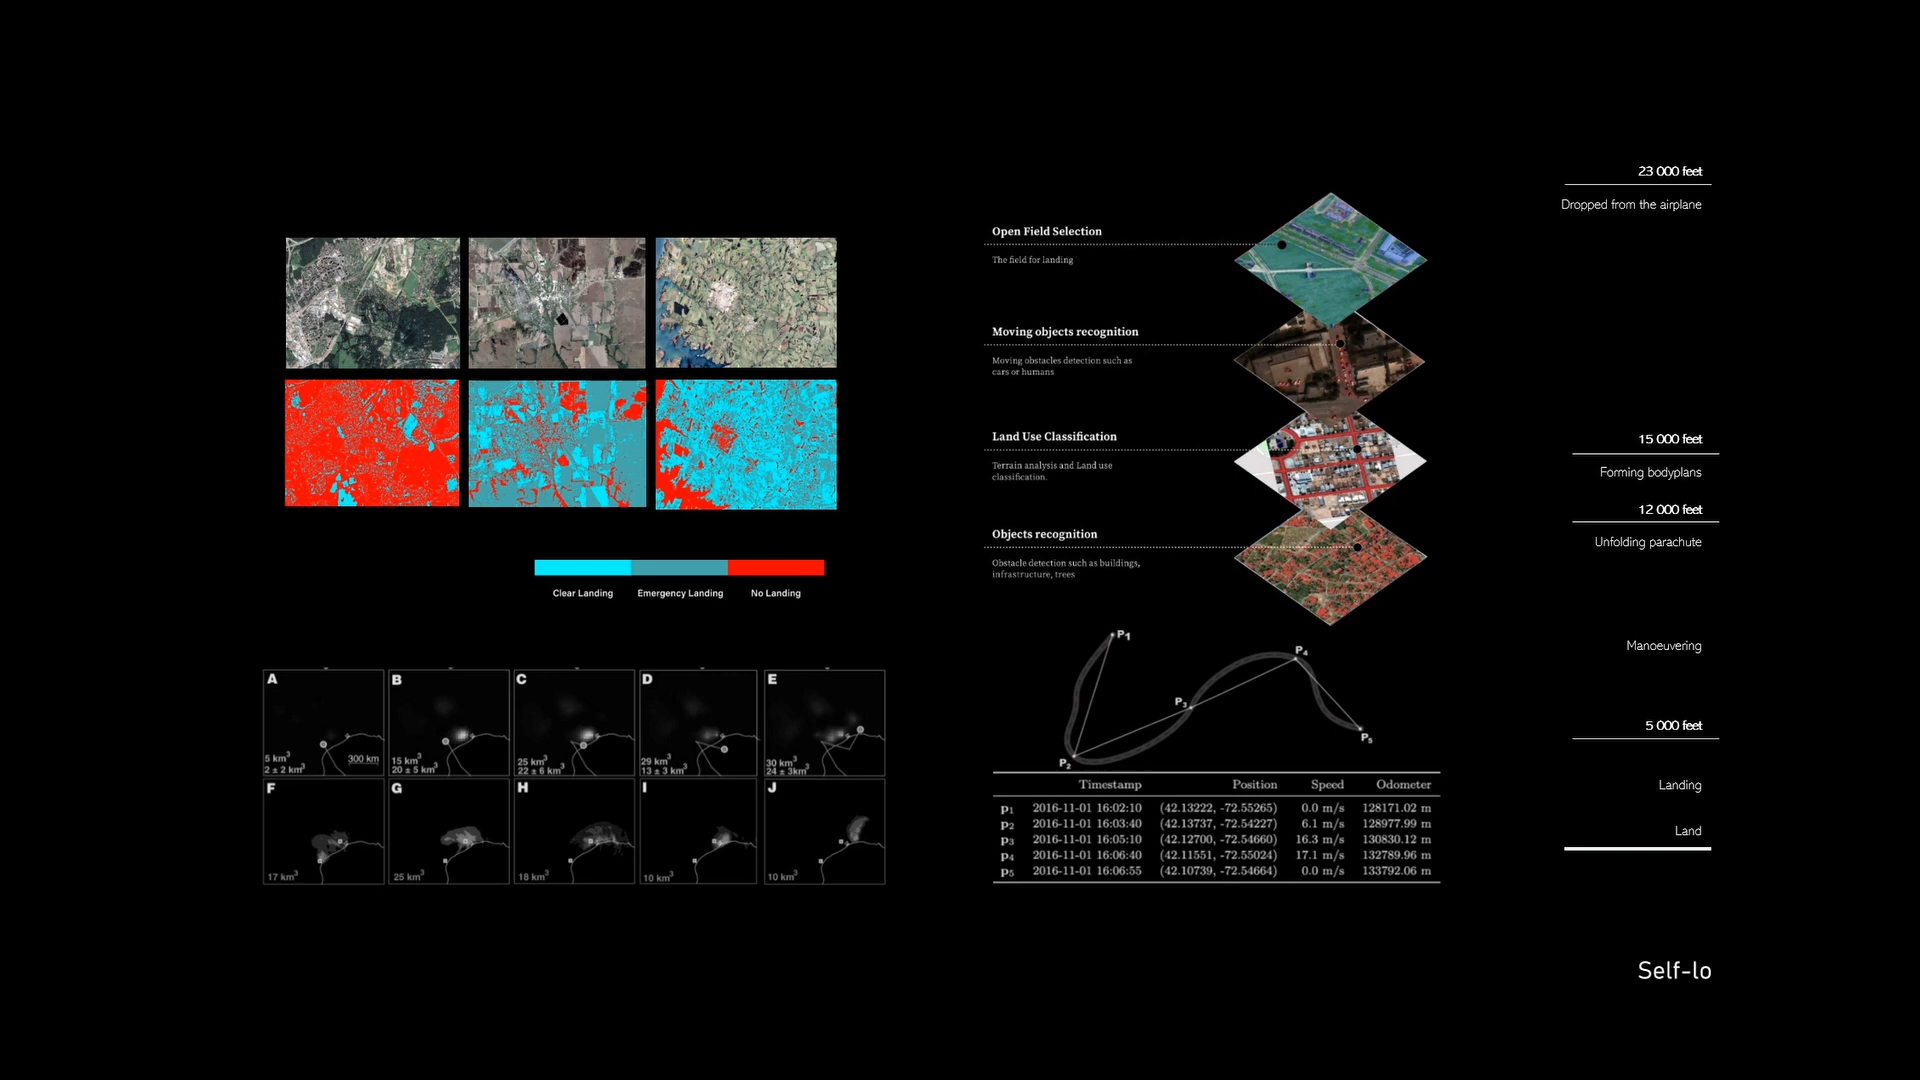 Clear Landing
Emergency Landing
No Landing
A
5 km3
2 ± 2 km3
300 km
B
15 km3
20 ± 5 km3
C
25 km3
22 ± 6 km3
D
29 km3
13 ± 3 km3
E
30 km3
24 ± 3km3
F
17 km3
G
25 km3
H
18 km3
I
10 km3
J
10 km3
Open Field Selection
The field for landing
Moving objects recognition
Moving obstacles detection such as
cars or humans
Land Use Classification
Terrain analysis and Land use
classification.
Objects recognition
Obstacle detection such as buildings,
infrastructure, trees
P1
P2
P3
P4
P5
Timestamp Position Speed Odometer
p1 2016-11-01 16:02:10 (42.13222, -72.55265) 0.0 m/s 128171.02 m
p2 2016-11-01 16:03:40 (42.13737, -72.54227) 6.1 m/s 128977.99 m
p3 2016-11-01 16:05:10 (42.12700, -72.54660) 16.3 m/s 130830.12 m
p4 2016-11-01 16:06:40 (42.11551, -72.55024) 17.1 m/s 132789.96 m
p5 2016-11-01 16:06:55 (42.10739, -72.54664) 0.0 m/s 133792.06 m
23 000 feet
Dropped from the airplane
15 000 feet
Forming bodyplans
12 000 feet
Unfolding parachute
Manoeuvering
5 000 feet
Landing
Land
Self-lo